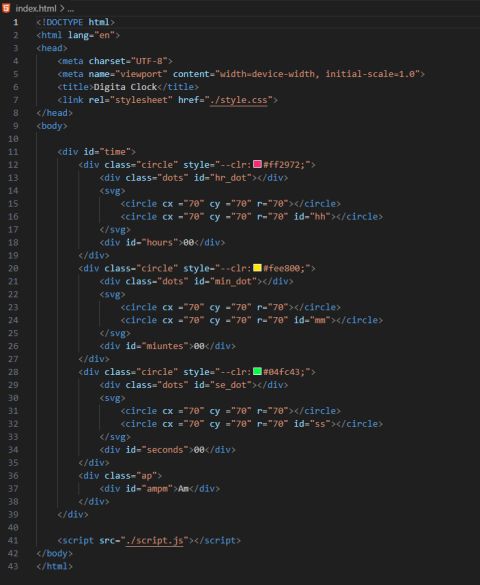 index.html > ...
1 <!DOCTYPE html>
2 <html lang="en">
3 <head>
4 <meta charset="UTF-8">
5 <meta name="viewport" content="width=device-width, initial-scale=1.0">
6 <title>Digita Clock</title>
7 <link rel="stylesheet" href="./style.css">
8 </head>
9 <body>
10
11 <div id="time">
12 <div class="circle" style="--clr:#ff2972;">
13 <div class="dots" id="hr_dot"></div>
14 <svg>
15 <circle cx ="70" cy ="70" r="70"></circle>
16 <circle cx ="70" cy ="70" r="70" id="hh"></circle>
17 </svg>
18 <div id="hours">00</div>
19 </div>
20 <div class="circle" style="--clr:#fee800;">
21 <div class="dots" id="min_dot"></div>
22 <svg>
23 <circle cx ="70" cy ="70" r="70"></circle>
24 <circle cx ="70" cy ="70" r="70" id="mm"></circle>
25 </svg>
26 <div id="miuntes">00</div>
27 </div>
28 <div class="circle" style="--clr:#04fc43;">
29 <div class="dots" id="se_dot"></div>
30 <svg>
31 <circle cx ="70" cy ="70" r="70"></circle>
32 <circle cx ="70" cy ="70" r="70" id="ss"></circle>
33 </svg>
34 <div id="seconds">00</div>
35 </div>
36 <div class="ap">
37 <div id="ampm">Am</div>
38 </div>
39 </div>
40
41 <script src="./script.js"></script>
42 </body>
43 </html>